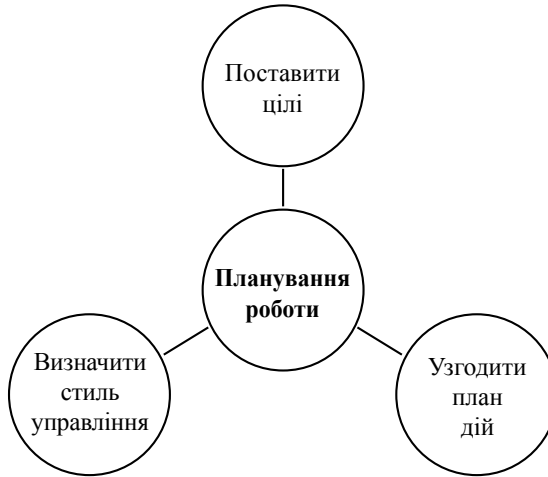 Поставити
цілі
Планування
роботи
Визначити
стиль
управління
Узгодити
план
дій